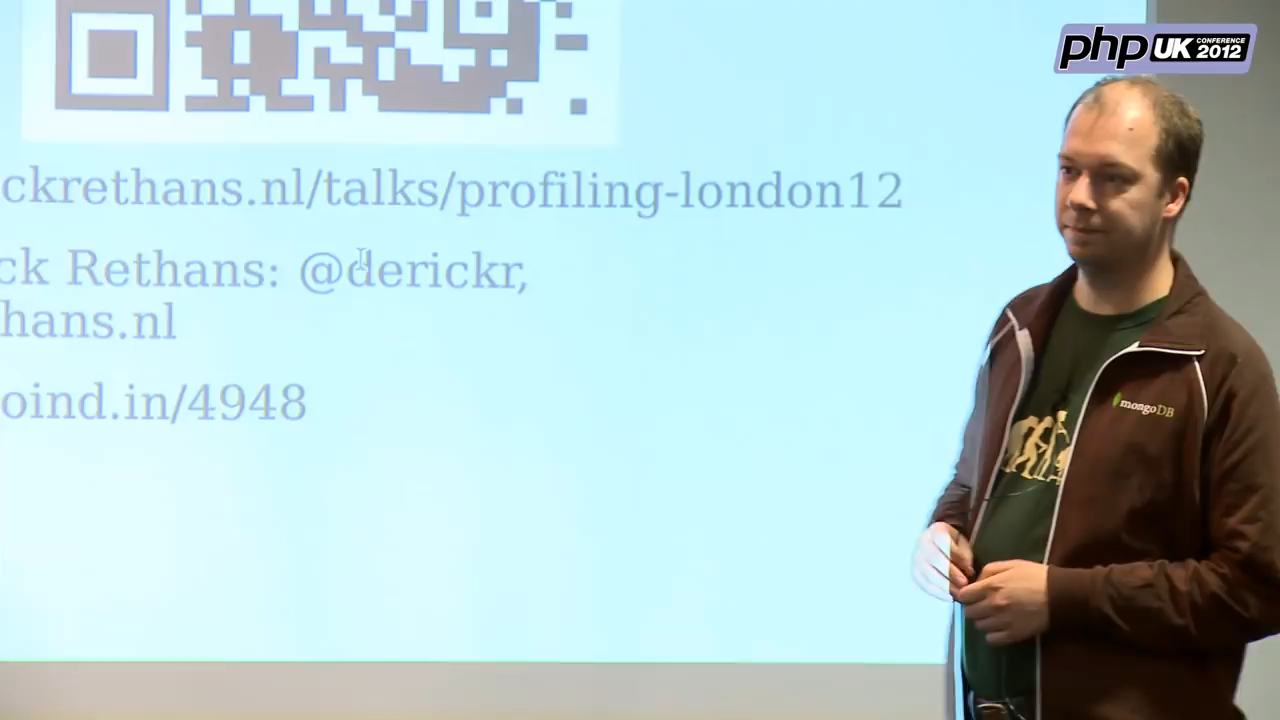 php UK CONFERENCE 2012
ckrethans.nl/talks/profiling-london12
ck Rethans: @derickr,
hans.nl
oind.in/4948
mongoDB